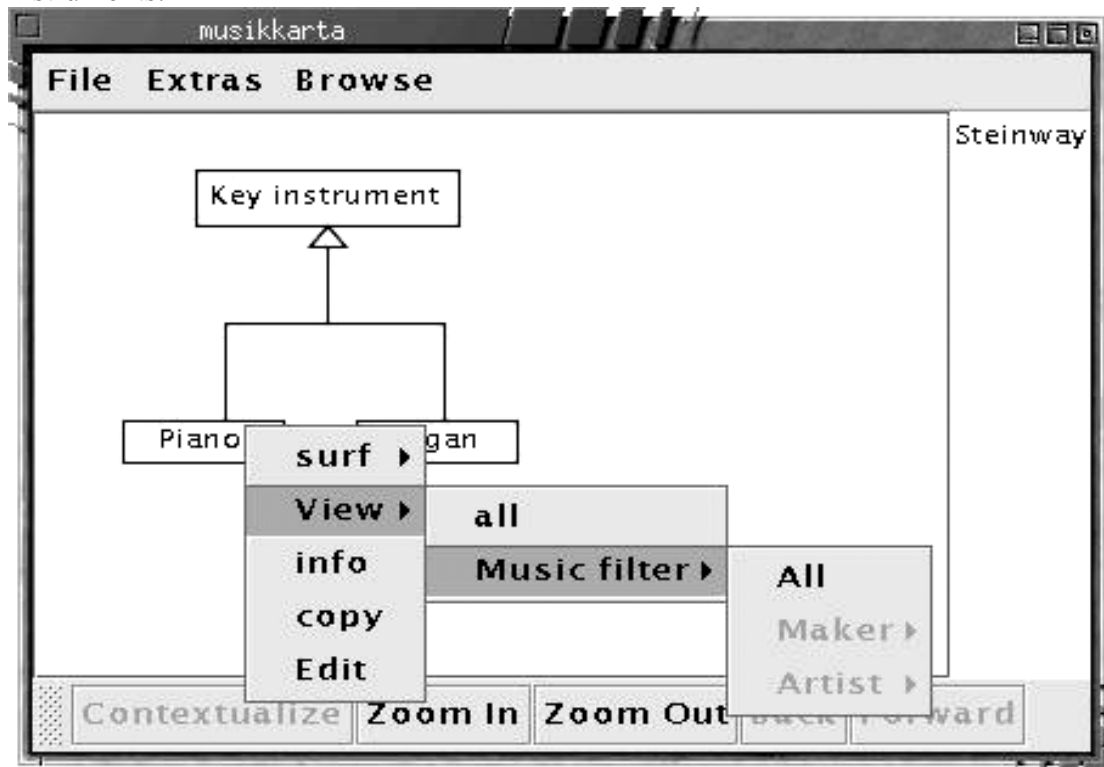 musikkarta
File Extras Browse
Steinway
Key instrument
Piano
surf
View
all
info
Music filter
All
copy
Maker
Edit
Artist
Contextualize Zoom In Zoom Out